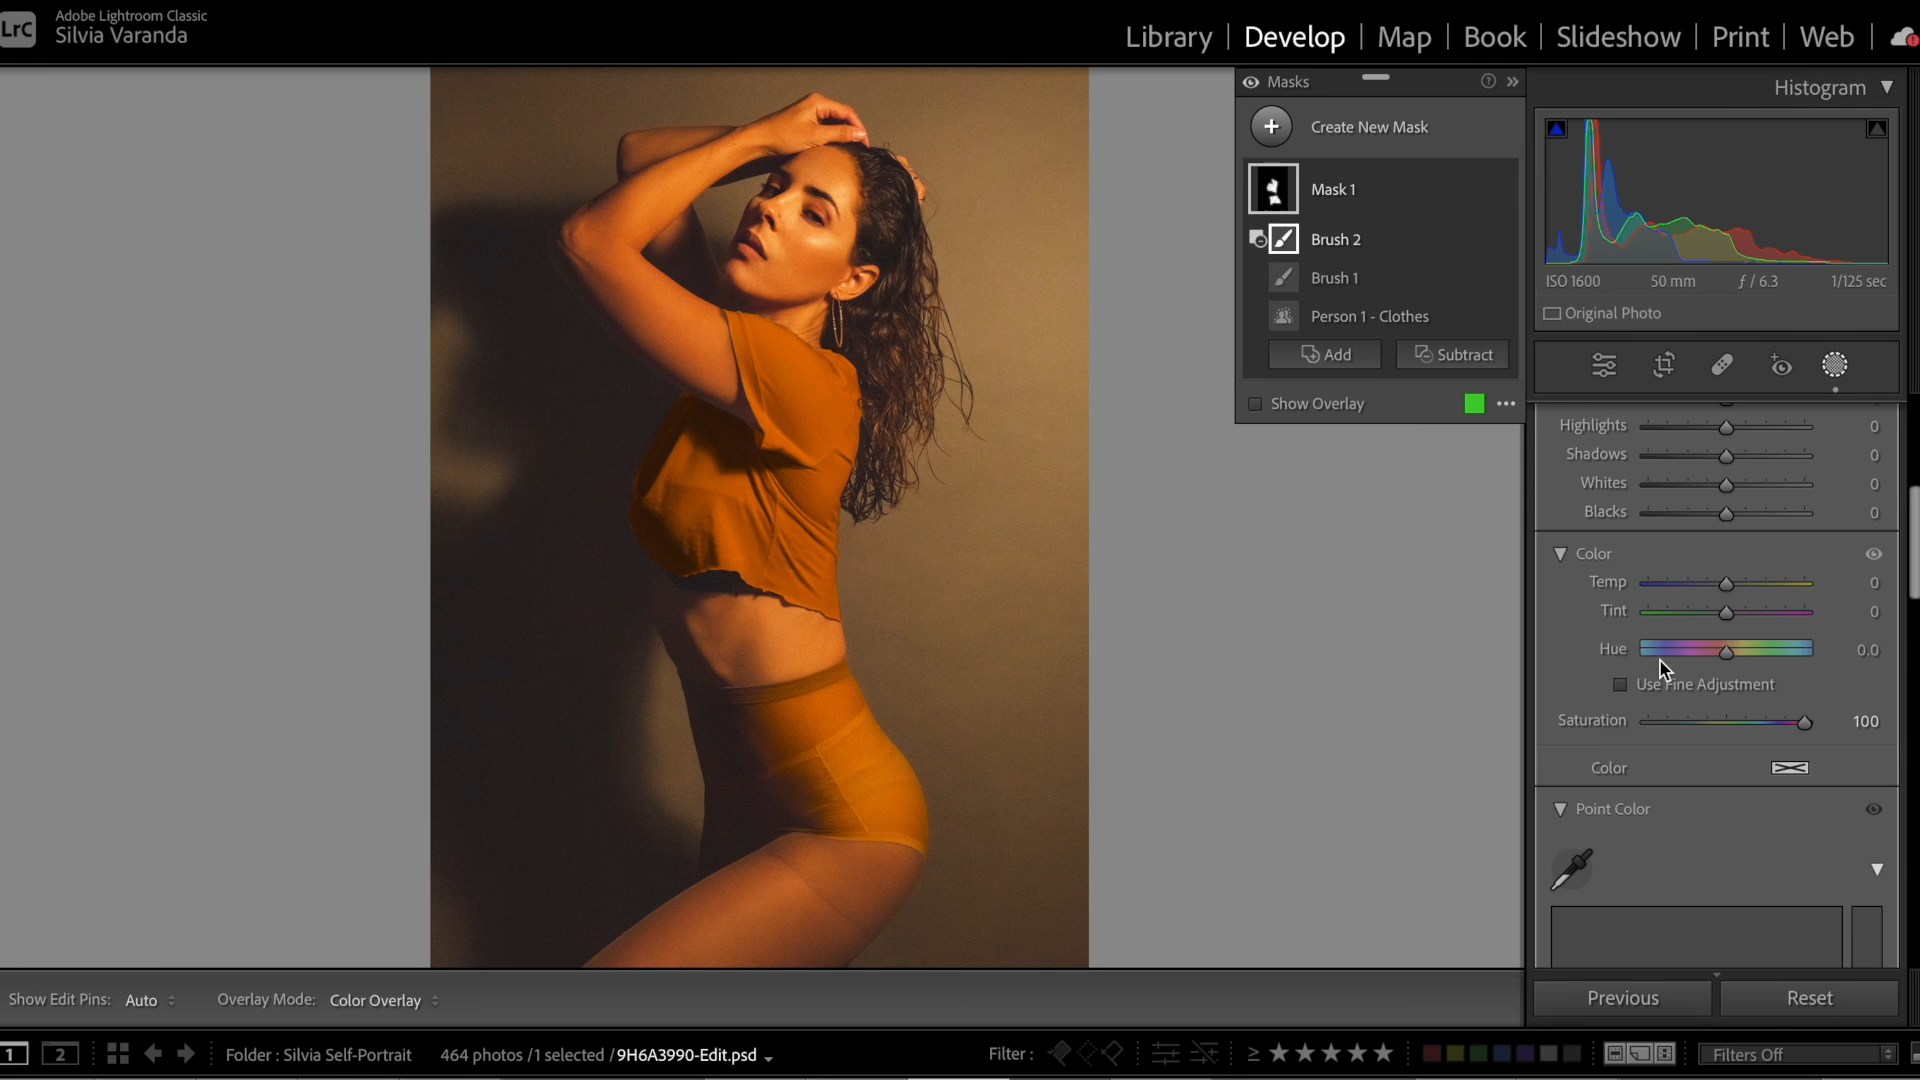 LrC
Adobe Lightroom Classic
Silvia Varanda
Library | Develop | Map | Book | Slideshow | Print | Web |
Masks
Create New Mask
Mask 1
Brush 2
Brush 1
Person 1 - Clothes
Add
Subtract
Show Overlay
Histogram
ISO 1600 50 mm ƒ / 6.3 1/125 sec
Original Photo
Highlights 0
Shadows 0
Whites 0
Blacks 0
Color
Temp 0
Tint 0
Hue 0.0
Use Fine Adjustment
Saturation 100
Color
Point Color
Previous
Reset
Show Edit Pins: Auto Overlay Mode: Color Overlay
1 2 Folder : Silvia Self-Portrait 464 photos /1 selected /9H6A3990-Edit.psd Filter : ≥ ★★★★★ Filters Off